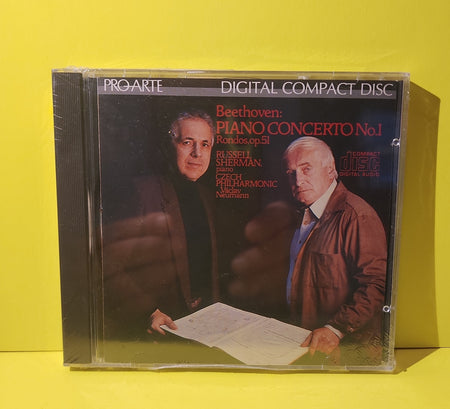 PRO-ARTE DIGITAL COMPACT DISC
Beethoven:
PIANO CONCERTO No.1
Rondos, op.51
RUSSELL
SHERMAN,
piano
CZECH
PHILHARMONIC
Václav
Neumann
COMPACT
disc
DIGITAL AUDIO